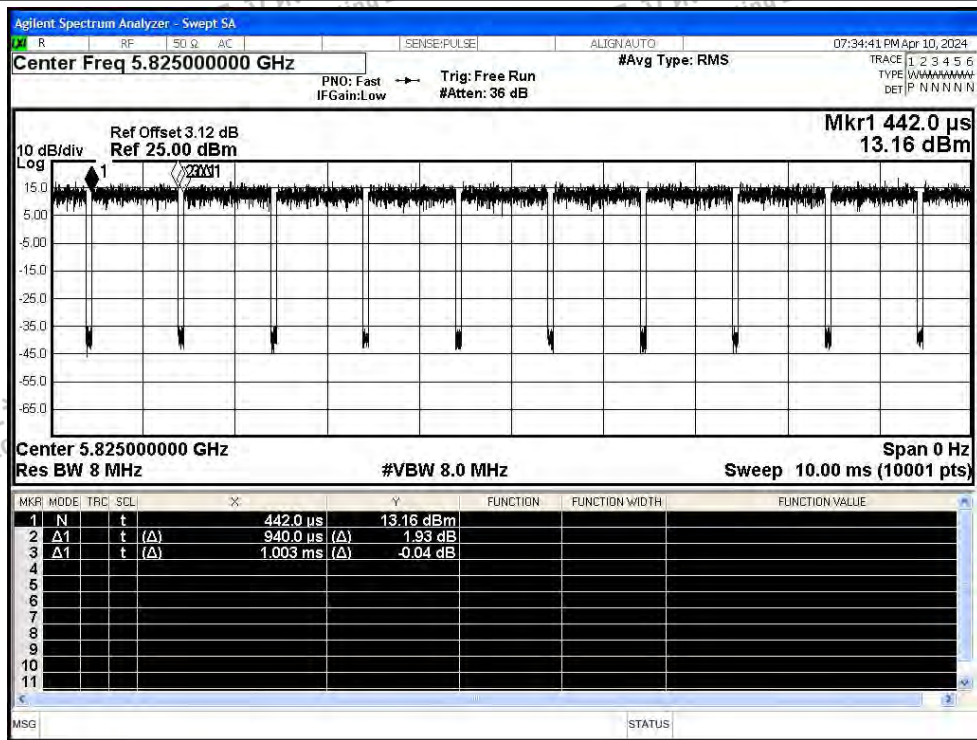 Agilent Spectrum Analyzer - Swept SA
R RF 50 Ω AC SENSE:PULSE ALIGN AUTO 07:34:41 PM Apr 10, 2024
Center Freq 5.825000000 GHz #Avg Type: RMS TRACE 1 2 3 4 5 6
PNO: Fast Trig: Free Run TYPE
IFGain:Low #Atten: 36 dB DET P N N N N N
Mkr1 442.0 µs
Ref Offset 3.12 dB
10 dB/div Ref 25.00 dBm 13.16 dBm
Log
1
15.0
5.00
-5.00
-15.0
-25.0
-35.0
-45.0
-55.0
-65.0
Center 5.825000000 GHz Span 0 Hz
Res BW 8 MHz #VBW 8.0 MHz Sweep 10.00 ms (10001 pts)
MKR MODE TRC SCL X Y FUNCTION FUNCTION WIDTH FUNCTION VALUE
1 N t 442.0 µs 13.16 dBm
2 Δ1 t (Δ) 940.0 µs (Δ) 1.93 dB
3 Δ1 t (Δ) 1.003 ms (Δ) -0.04 dB
4
5
6
7
8
9
10
11
MSG STATUS